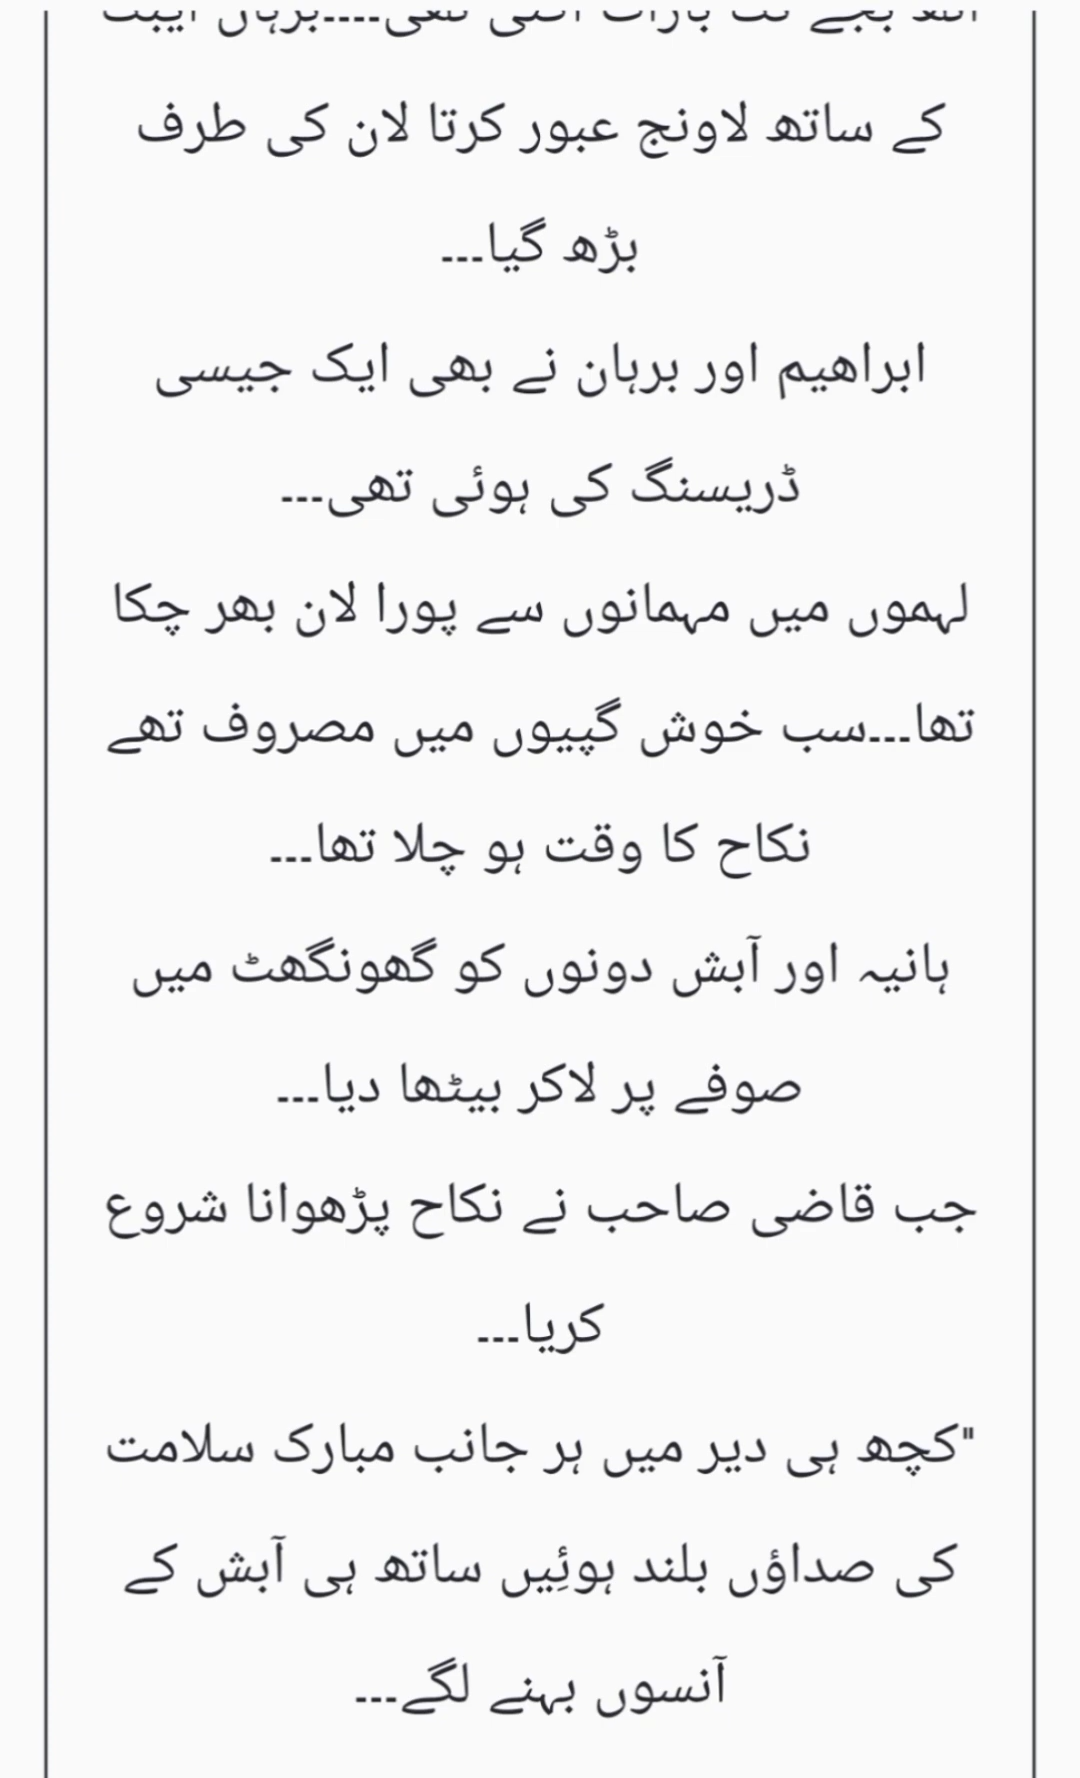 کے ساتھ لاونج عبور کرتا لان کی طرف
بڑھ گیا۔۔۔
ابراھیم اور برہان نے بھی ایک جیسی
ڈریسنگ کی ہوئی تھی۔۔۔
لہموں میں مہمانوں سے پورا لان بھر چکا
تھا۔۔۔سب خوش گپیوں میں مصروف تھے
نکاح کا وقت ہو چلا تھا۔۔۔
ہانیہ اور آبش دونوں کو گھونگھٹ میں
صوفے پر لاکر بیٹھا دیا۔۔۔
جب قاضی صاحب نے نکاح پڑھوانا شروع
کریا۔۔۔
"کچھ ہی دیر میں ہر جانب مبارک سلامت
کی صداؤں بلند ہوئِیں ساتھ ہی آبش کے
آنسوں بہنے لگے۔۔۔